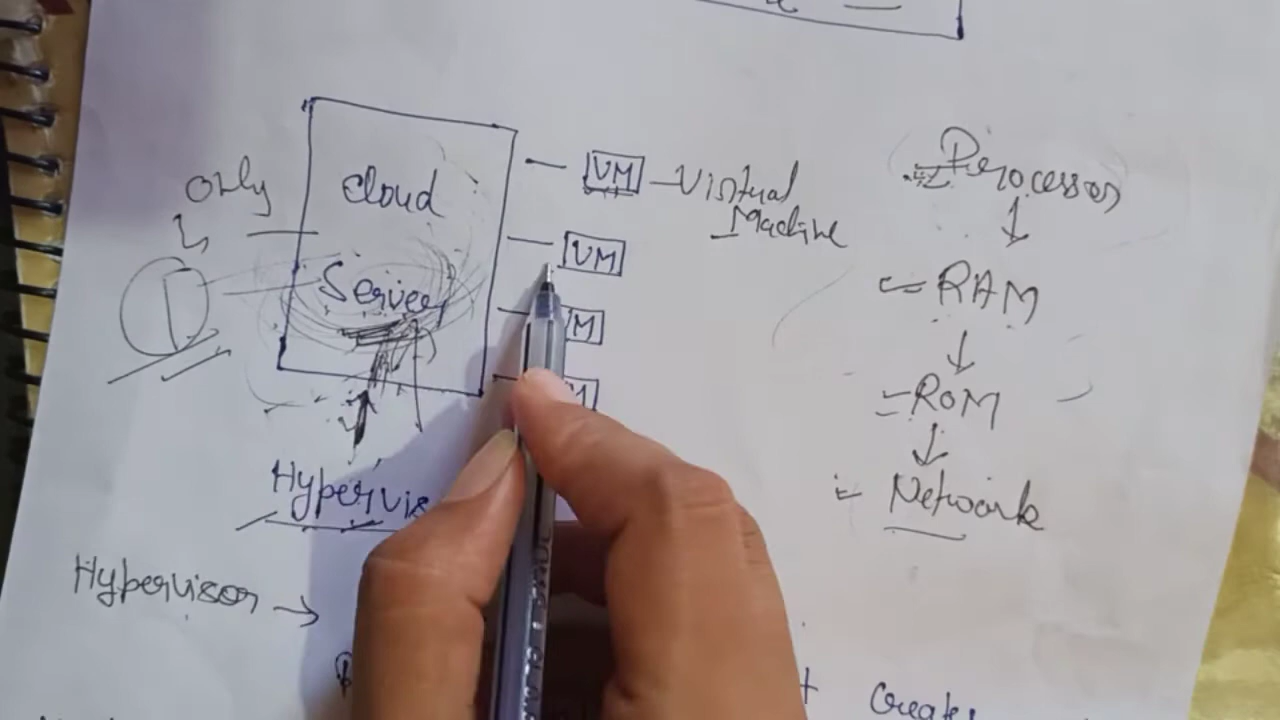 only
cloud
Server
VM
Virtual
Machine
VM
M
Hypervis
Hypervisor →
Processor
↓
RAM
↓
ROM
↓
Network